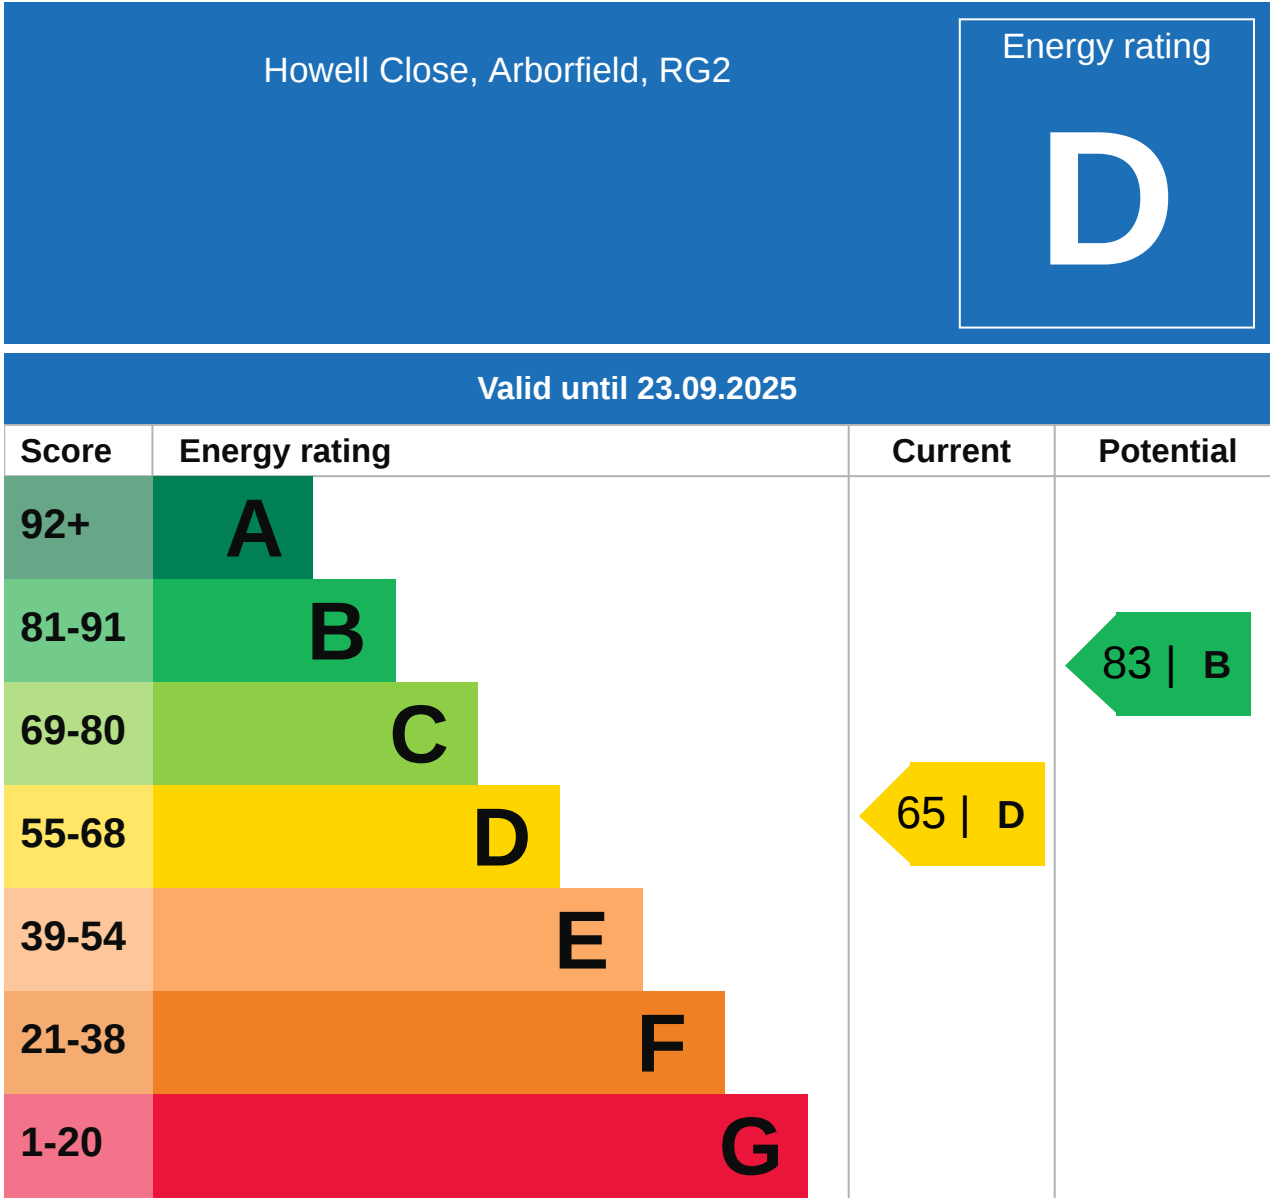 Howell Close, Arborfield, RG2
Energy rating
D
Valid until 23.09.2025
Score Energy rating Current Potential
92+ A
81-91 B
83 | B
69-80 C
65 | D
55-68 D
39-54 E
21-38 F
1-20 G